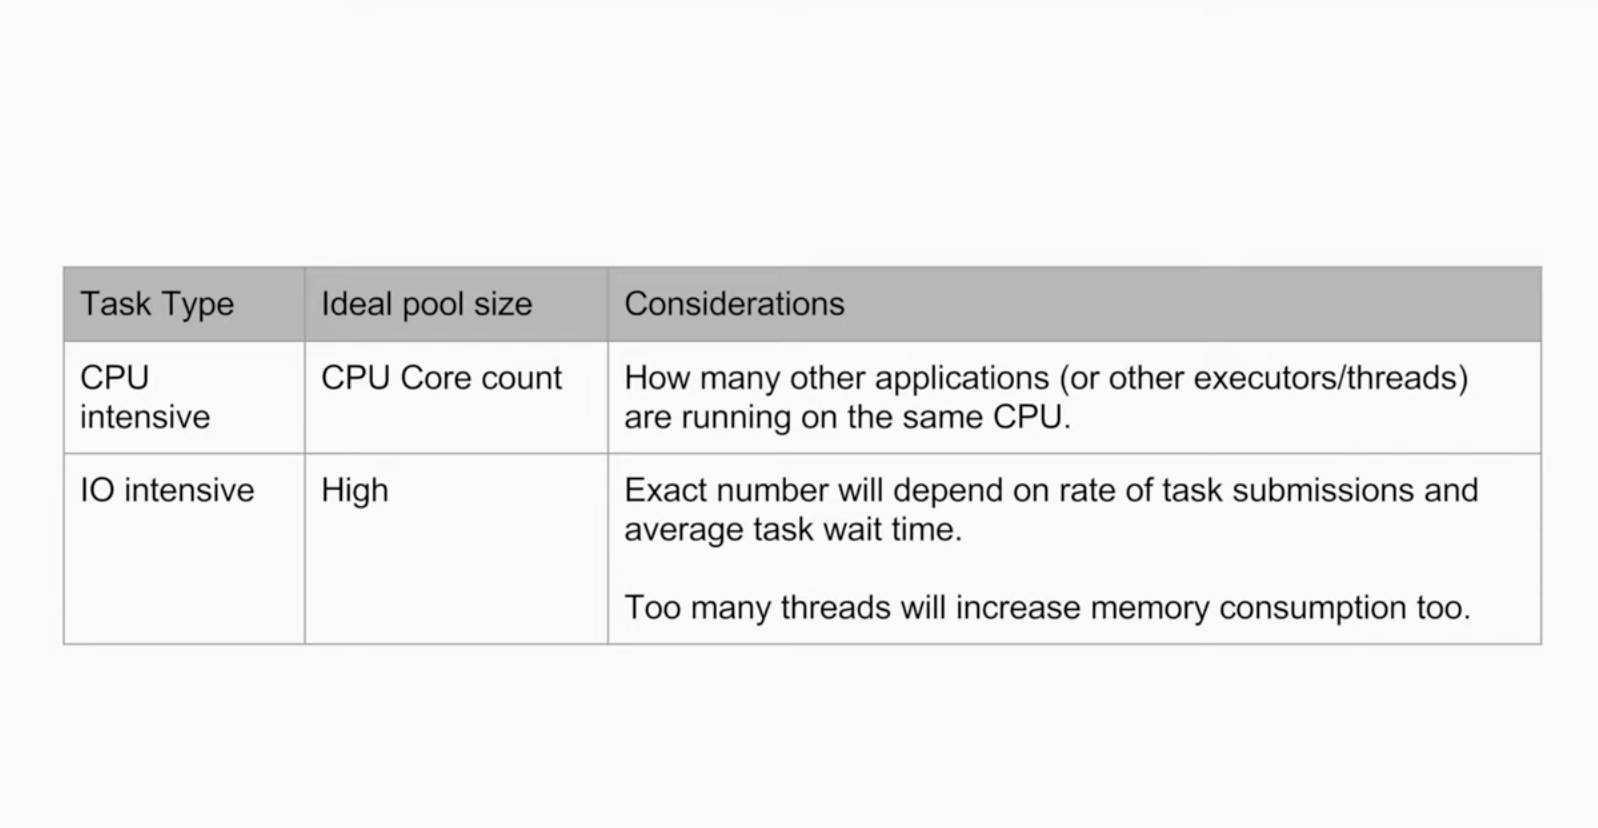 Task Type
Ideal pool size
Considerations
CPU
intensive
CPU Core count
How many other applications (or other executors/threads)
are running on the same CPU.
IO intensive
High
Exact number will depend on rate of task submissions and
average task wait time.
Too many threads will increase memory consumption too.